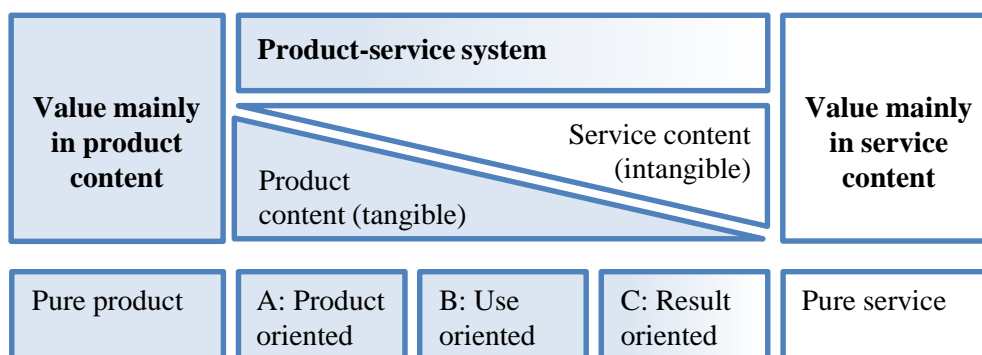 Value mainly
in product
content
Product-service system
Service content
(intangible)
Product
content (tangible)
Value mainly
in service
content
Pure product
A: Product
oriented
B: Use
oriented
C: Result
oriented
Pure service